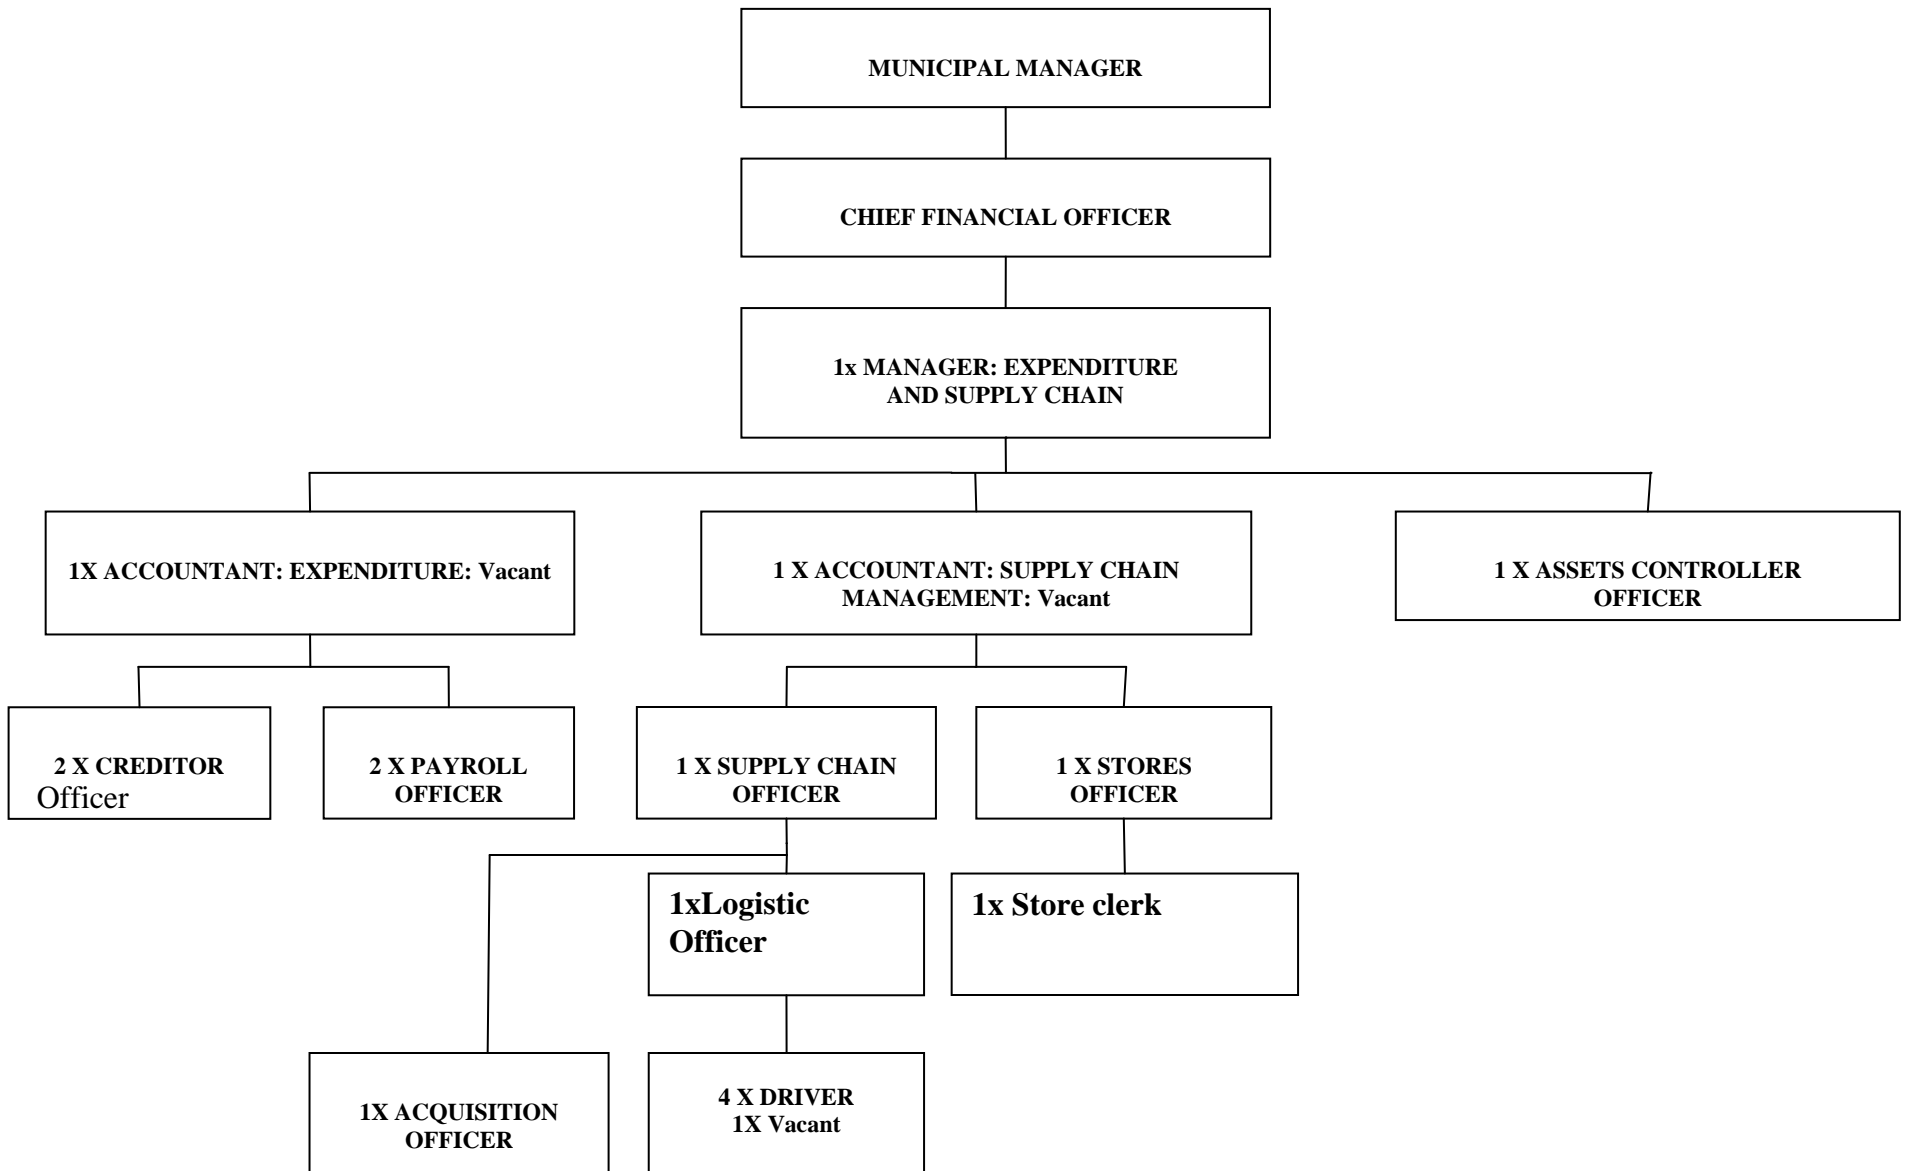 MUNICIPAL MANAGER
CHIEF FINANCIAL OFFICER
1x MANAGER: EXPENDITURE
AND SUPPLY CHAIN
1X ACCOUNTANT: EXPENDITURE: Vacant
1 X ACCOUNTANT: SUPPLY CHAIN
MANAGEMENT: Vacant
1 X ASSETS CONTROLLER
OFFICER
2 X CREDITOR
Officer
2 X PAYROLL
OFFICER
1 X SUPPLY CHAIN
OFFICER
1 X STORES
OFFICER
1xLogistic
Officer
1x Store clerk
1X ACQUISITION
OFFICER
4 X DRIVER
1X Vacant